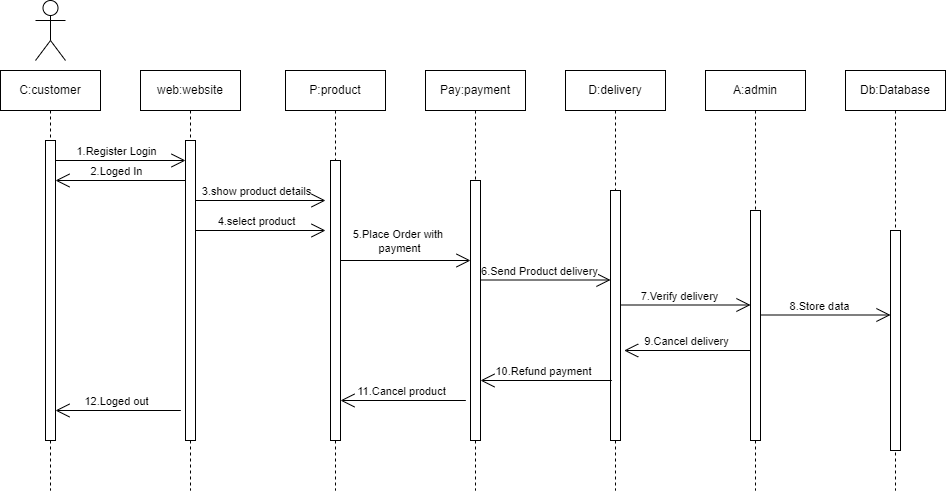 C:customer
web:website
P:product
Pay:payment
D:delivery
A:admin
Db:Database
1.Register Login
2.Loged In
3.show product details
4.select product
5.Place Order with
payment
6.Send Product delivery
7.Verify delivery
8.Store data
9.Cancel delivery
10.Refund payment
11.Cancel product
12.Loged out